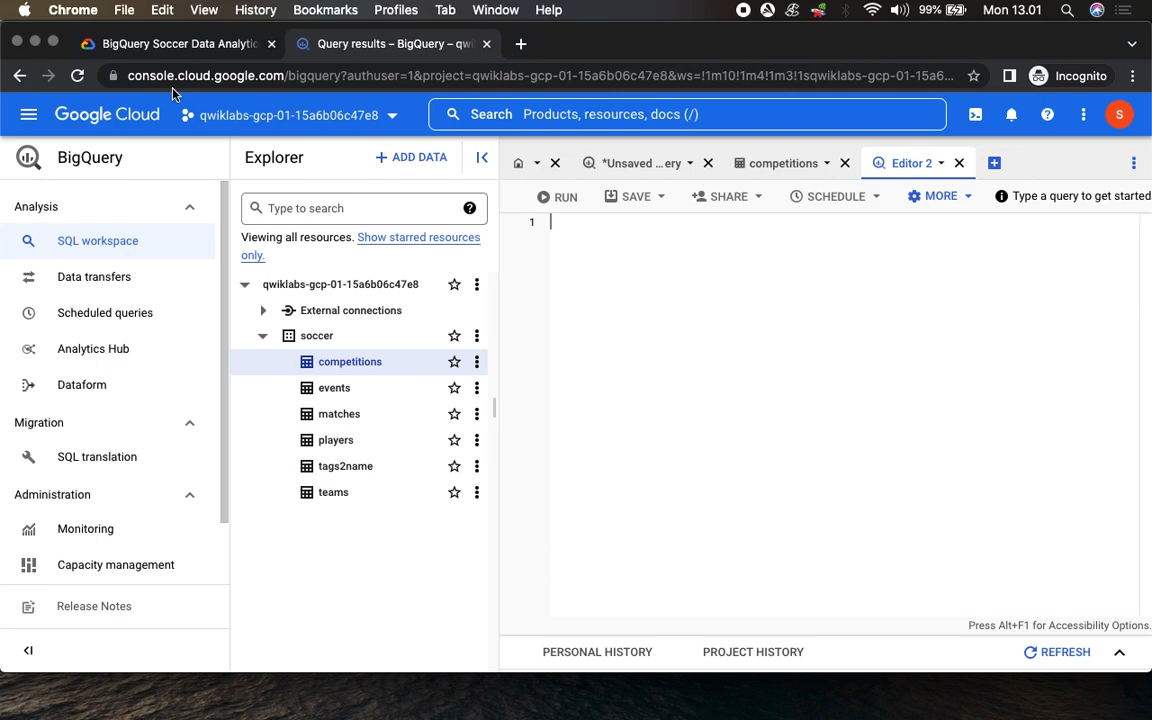 Chrome File Edit View History Bookmarks Profiles Tab Window Help 99% Mon 13.01
BigQuery Soccer Data Analytic
Query results – BigQuery – qw
console.cloud.google.com/bigquery?authuser=1&project=qwiklabs-gcp-01-15a6b06c47e8&ws=!1m10!1m4!1m3!1sqwiklabs-gcp-01-15a6... Incognito
Google Cloud qwiklabs-gcp-01-15a6b06c47e8 Search Products, resources, docs (/) S
BigQuery
Analysis
SQL workspace
Data transfers
Scheduled queries
Analytics Hub
Dataform
Migration
SQL translation
Administration
Monitoring
Capacity management
Release Notes
Explorer + ADD DATA
Type to search
Viewing all resources. Show starred resources
only.
qwiklabs-gcp-01-15a6b06c47e8
External connections
soccer
competitions
events
matches
players
tags2name
teams
*Unsaved ...ery competitions Editor 2
RUN SAVE SHARE SCHEDULE MORE Type a query to get started
1
Press Alt+F1 for Accessibility Options.
PERSONAL HISTORY PROJECT HISTORY REFRESH